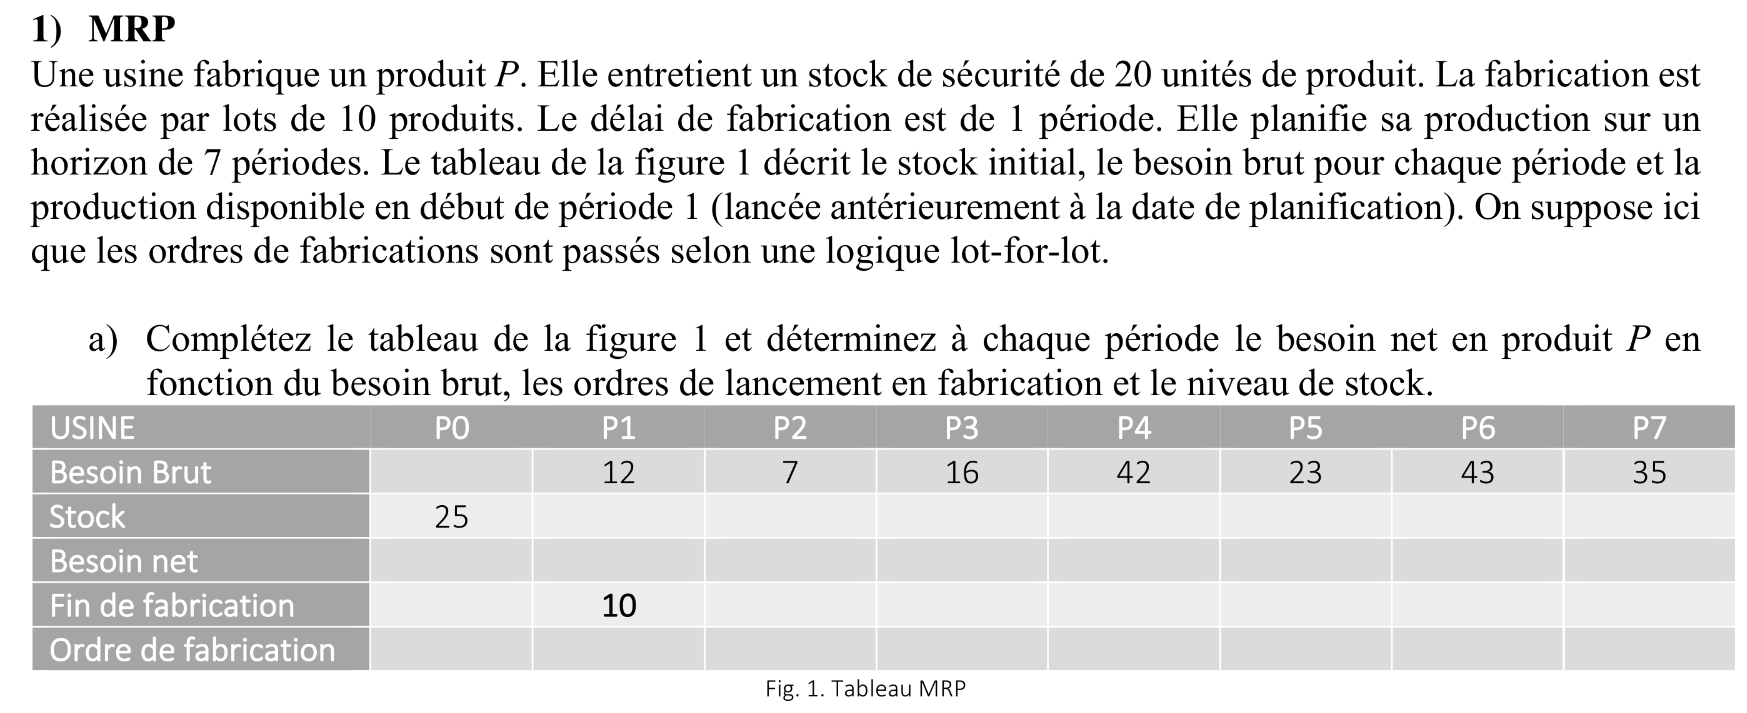 1) MRP
Une usine fabrique un produit P. Elle entretient un stock de sécurité de 20 unités de produit. La fabrication est
réalisée par lots de 10 produits. Le délai de fabrication est de 1 période. Elle planifie sa production sur un
horizon de 7 périodes. Le tableau de la figure 1 décrit le stock initial, le besoin brut pour chaque période et la
production disponible en début de période 1 (lancée antérieurement à la date de planification). On suppose ici
que les ordres de fabrications sont passés selon une logique lot-for-lot.
a) Complétez le tableau de la figure 1 et déterminez à chaque période le besoin net en produit P en
fonction du besoin brut, les ordres de lancement en fabrication et le niveau de stock.
USINE P0 P1 P2 P3 P4 P5 P6 P7
Besoin Brut 12 7 16 42 23 43 35
Stock 25
Besoin net
Fin de fabrication 10
Ordre de fabrication
Fig. 1. Tableau MRP